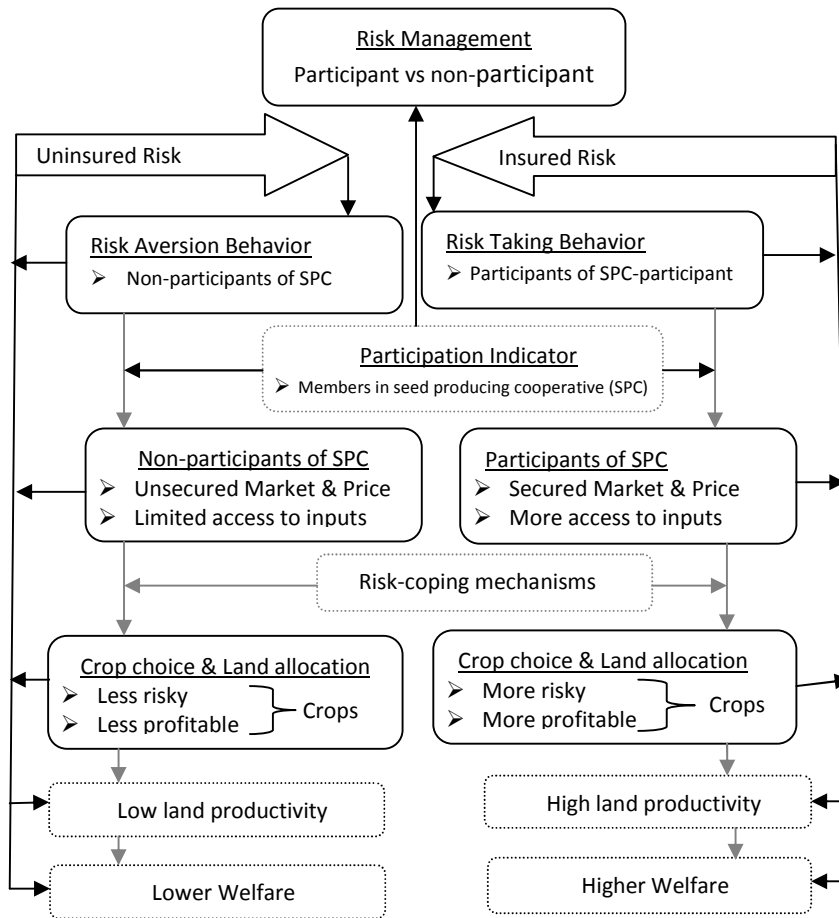 Risk Management
Participant vs non-participant
Uninsured Risk
Insured Risk
Risk Aversion Behavior
➢ Non-participants of SPC
Risk Taking Behavior
➢ Participants of SPC-participant
Participation Indicator
➢ Members in seed producing cooperative (SPC)
Non-participants of SPC
➢ Unsecured Market & Price
➢ Limited access to inputs
Participants of SPC
➢ Secured Market & Price
➢ More access to inputs
Risk-coping mechanisms
Crop choice & Land allocation
➢ Less risky
➢ Less profitable
Crops
Crop choice & Land allocation
➢ More risky
➢ More profitable
Crops
Low land productivity
High land productivity
Lower Welfare
Higher Welfare